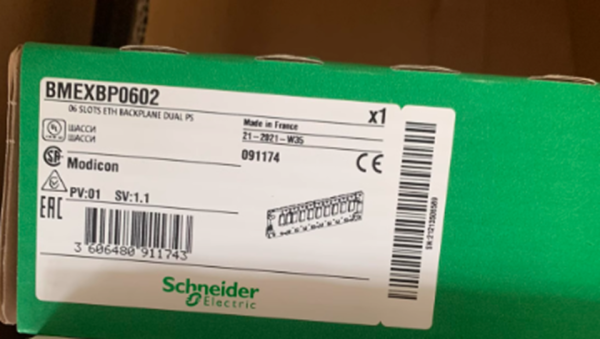 BMEXBP0602
x1
06 SLOTS ETH BACKPLANE DUAL PS
Made in France
21-2021-W35
ШАССИ
ШАССИ
091174
CE
Modicon
PV:01 SV:1.1
EAC
3 606480 911743
Schneider
Electric